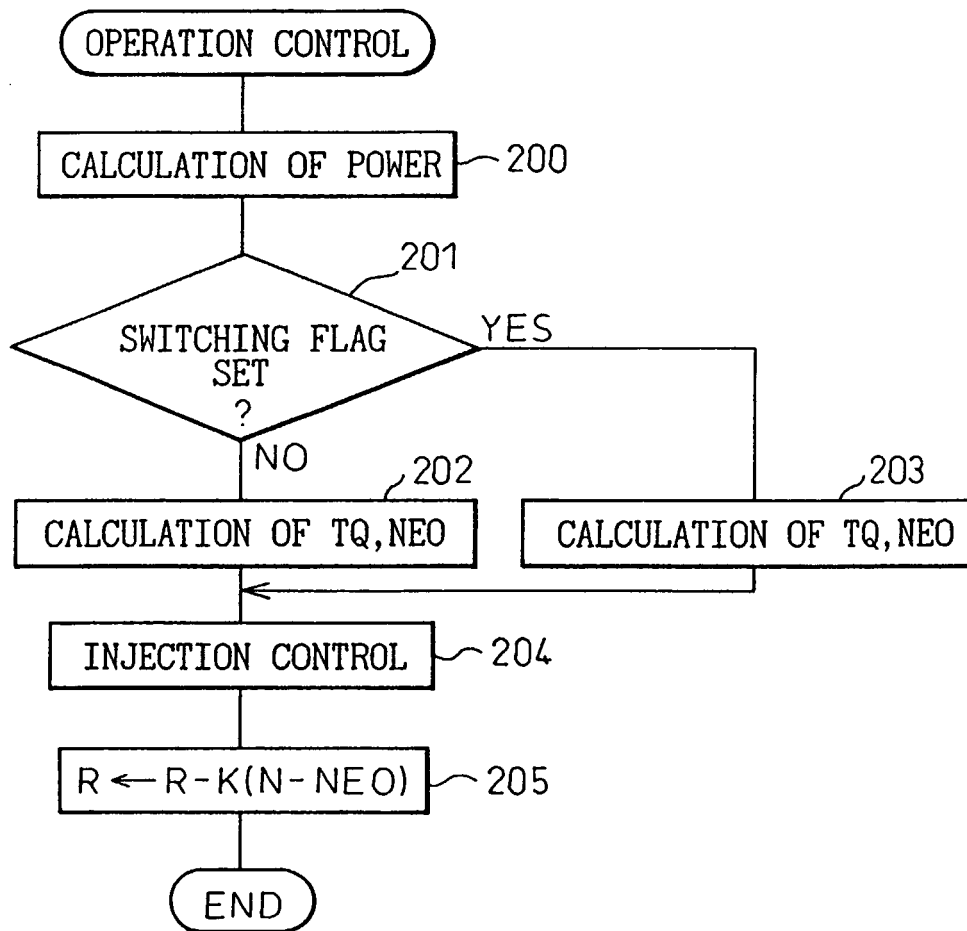 OPERATION CONTROL
CALCULATION OF POWER
200
201
SWITCHING FLAG
SET
?
YES
NO
202
CALCULATION OF TQ,NEO
203
CALCULATION OF TQ,NEO
INJECTION CONTROL
204
R ← R-K(N-NEO)
205
END